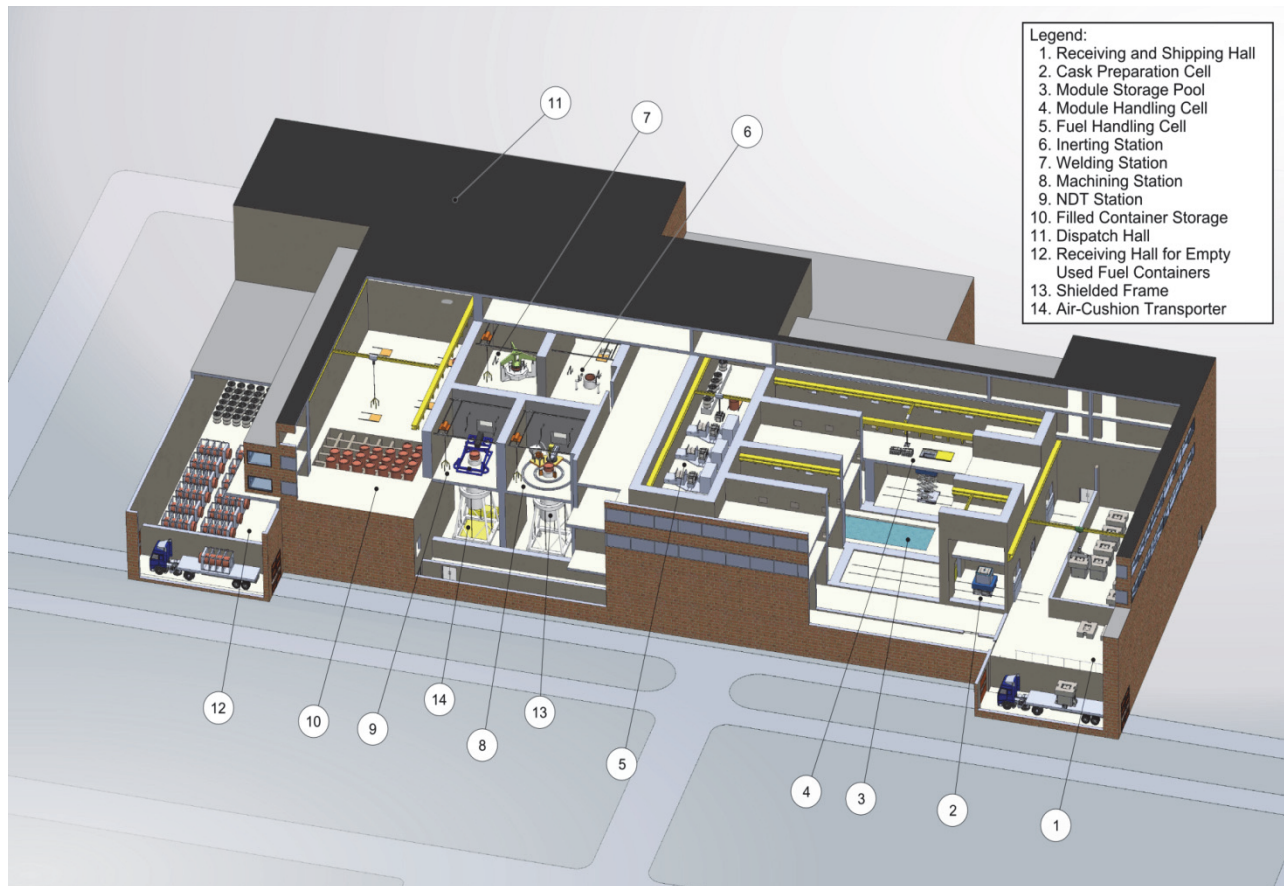 Legend:
1. Receiving and Shipping Hall
2. Cask Preparation Cell
3. Module Storage Pool
4. Module Handling Cell
5. Fuel Handling Cell
6. Inerting Station
7. Welding Station
8. Machining Station
9. NDT Station
10. Filled Container Storage
11. Dispatch Hall
12. Receiving Hall for Empty
Used Fuel Containers
13. Shielded Frame
14. Air-Cushion Transporter
11
7
6
12
10
9
14
8
13
5
4
3
2
1